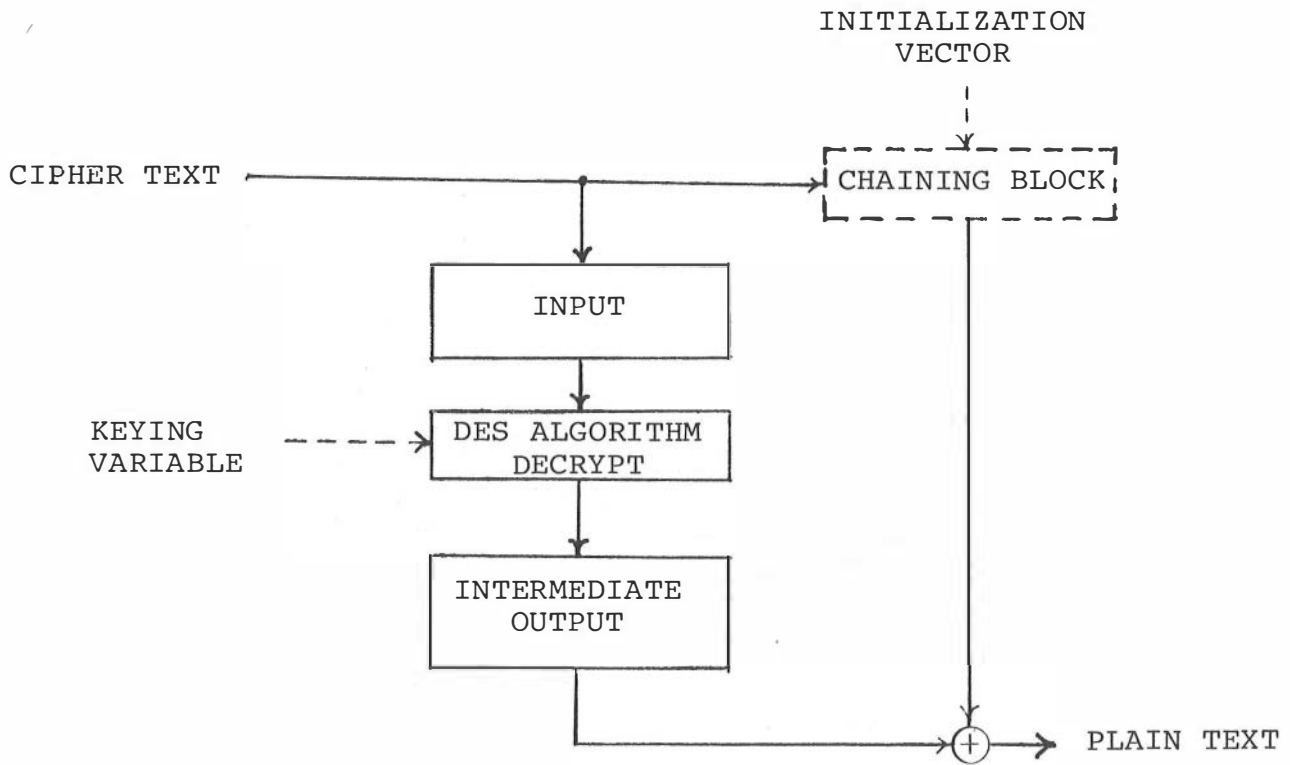 INITIALIZATION
VECTOR
CIPHER TEXT
CHAINING BLOCK
INPUT
KEYING
VARIABLE
DES ALGORITHM
DECRYPT
INTERMEDIATE
OUTPUT
+
PLAIN TEXT